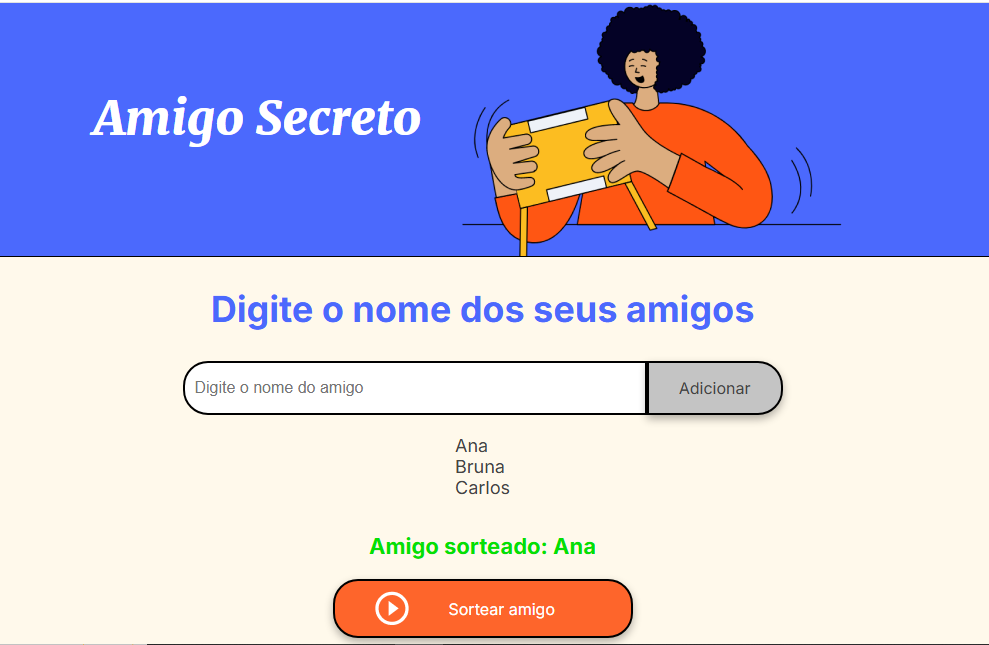 Amigo Secreto
Digite o nome dos seus amigos
Digite o nome do amigo
Adicionar
Ana
Bruna
Carlos
Amigo sorteado: Ana
Sortear amigo